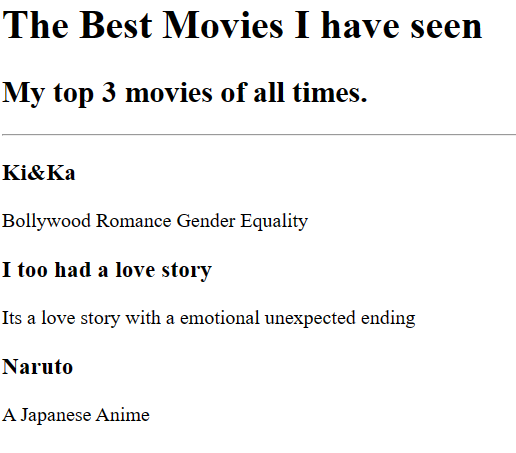 The Best Movies I have seen
My top 3 movies of all times.
Ki&Ka
Bollywood Romance Gender Equality
I too had a love story
Its a love story with a emotional unexpected ending
Naruto
A Japanese Anime